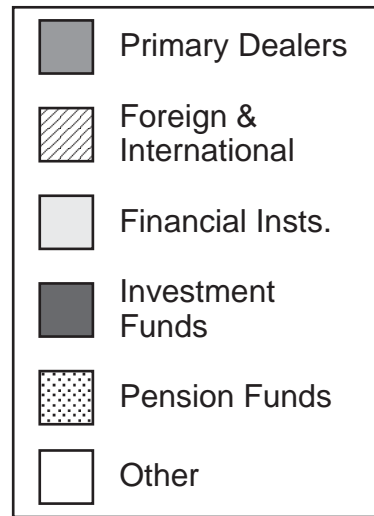 Primary Dealers
Foreign &
International
Financial Insts.
Investment
Funds
Pension Funds
Other